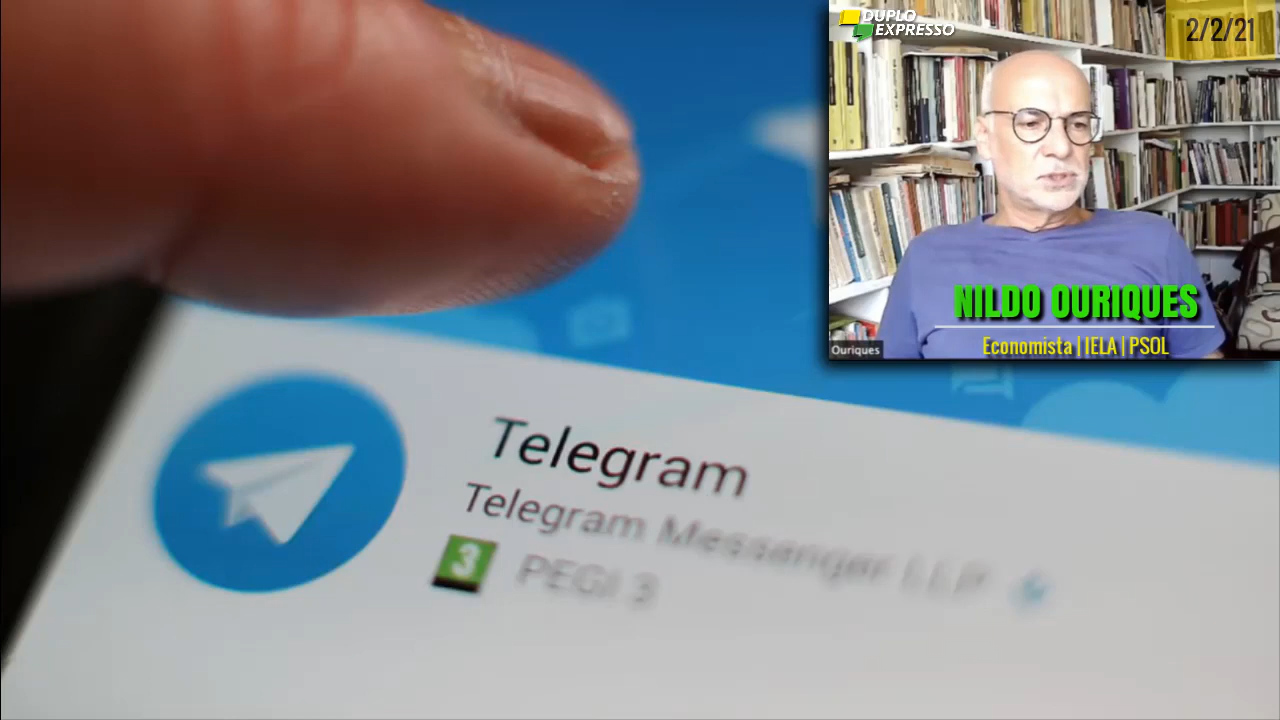 DUPLO
EXPRESSO
2/2/21
NILDO OURIQUES
Economista | IELA | PSOL
Ouriques
Telegram
Telegram Messenger LLP
3 PEGI 3